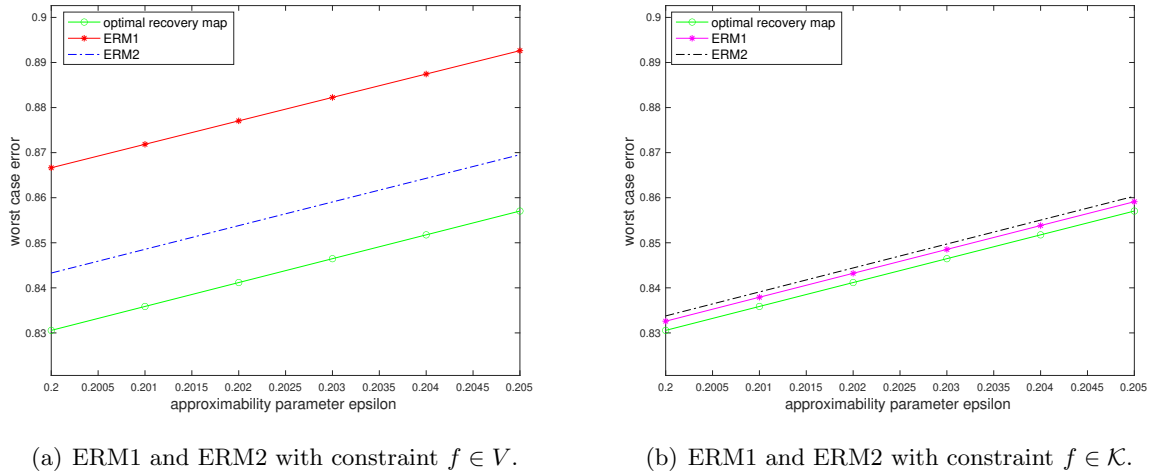 optimal recovery map
ERM1
ERM2
0.9
0.89
0.88
0.87
0.86
0.85
0.84
0.83
worst case error
0.2 0.2005 0.201 0.2015 0.202 0.2025 0.203 0.2035 0.204 0.2045 0.205
approximability parameter epsilon
(a) ERM1 and ERM2 with constraint f ∈ V.
optimal recovery map
ERM1
ERM2
0.9
0.89
0.88
0.87
0.86
0.85
0.84
0.83
worst case error
0.2 0.2005 0.201 0.2015 0.202 0.2025 0.203 0.2035 0.204 0.2045 0.205
approximability parameter epsilon
(b) ERM1 and ERM2 with constraint f ∈ 𝒦.